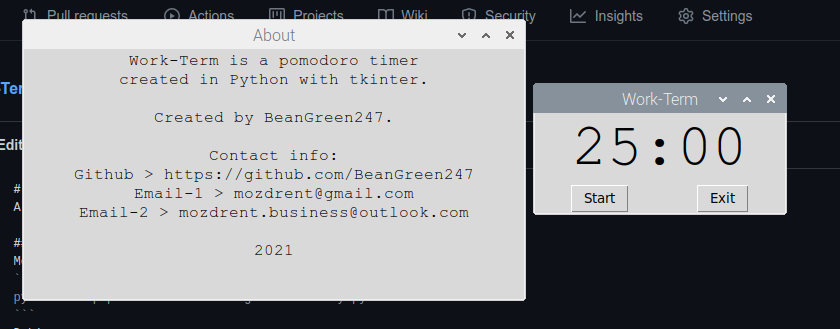 Pull requests Actions Projects Wiki Security Insights Settings
About
Work-Term is a pomodoro timer
created in Python with tkinter.
Created by BeanGreen247.
Contact info:
Github > https://github.com/BeanGreen247
Email-1 > mozdrent@gmail.com
Email-2 > mozdrent.business@outlook.com
2021
Work-Term
25:00
Start Exit
Edit
#
A
##
M
py
```